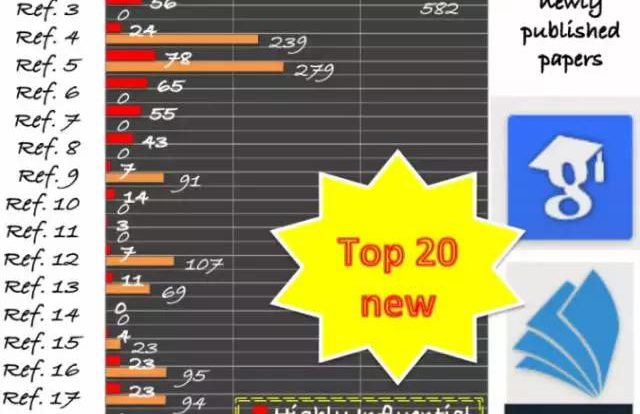 Ref. 3 56 582
0
Ref. 4 24
239
Ref. 5 78
279
Ref. 6 65
0
Ref. 7 55
0
Ref. 8 43
0
Ref. 9 7
91
Ref. 10 14
0
Ref. 11 3
0
Ref. 12 7
107
Ref. 13 11
69
Ref. 14 0
0
Ref. 15 4
23
Ref. 16 23
95
Ref. 17 23
94
Highly Influential
Top 20
new
newly
published
papers
g